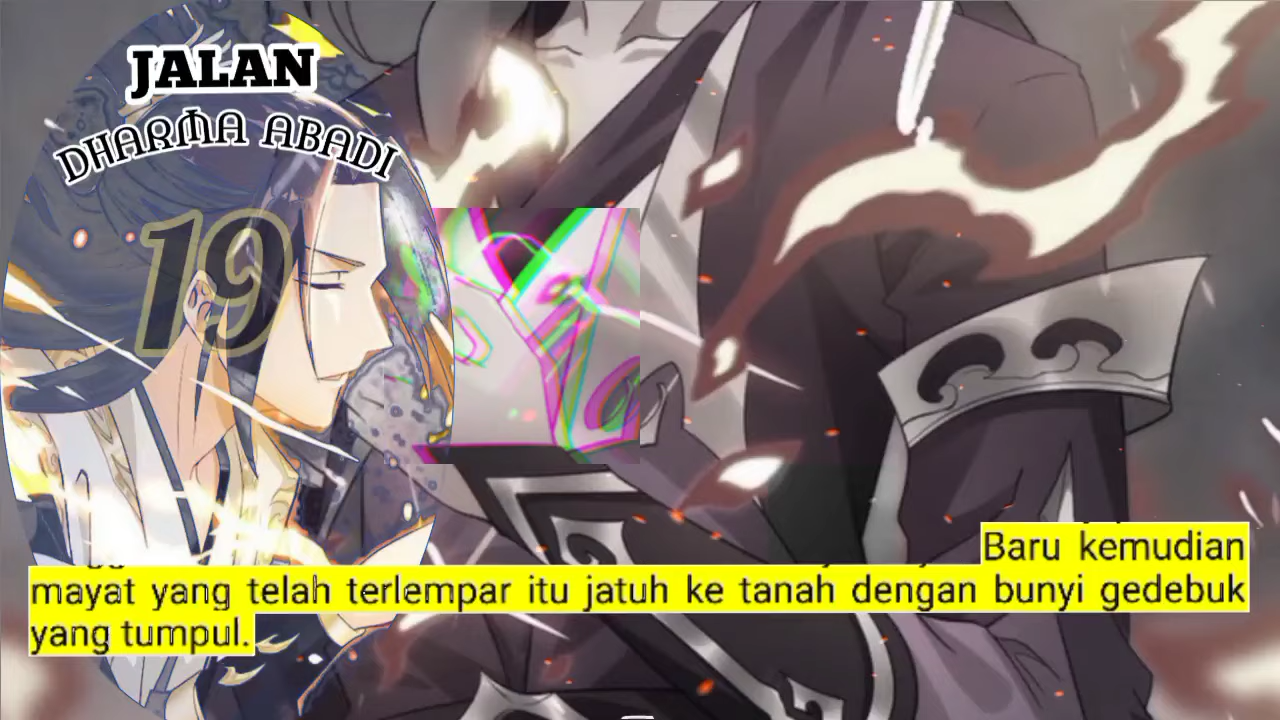 JALAN
DHARMA ABADI
19
Baru kemudian
mayat yang telah terlempar itu jatuh ke tanah dengan bunyi gedebuk
yang tumpul.